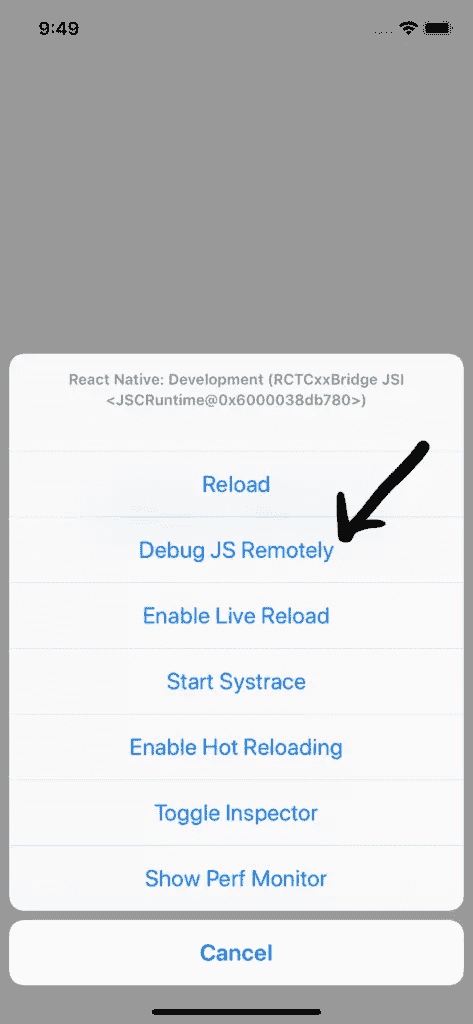 9:49
React Native: Development (RCTCxxBridge JSI
<JSCRuntime@0x6000038db780>)
Reload
Debug JS Remotely
Enable Live Reload
Start Systrace
Enable Hot Reloading
Toggle Inspector
Show Perf Monitor
Cancel